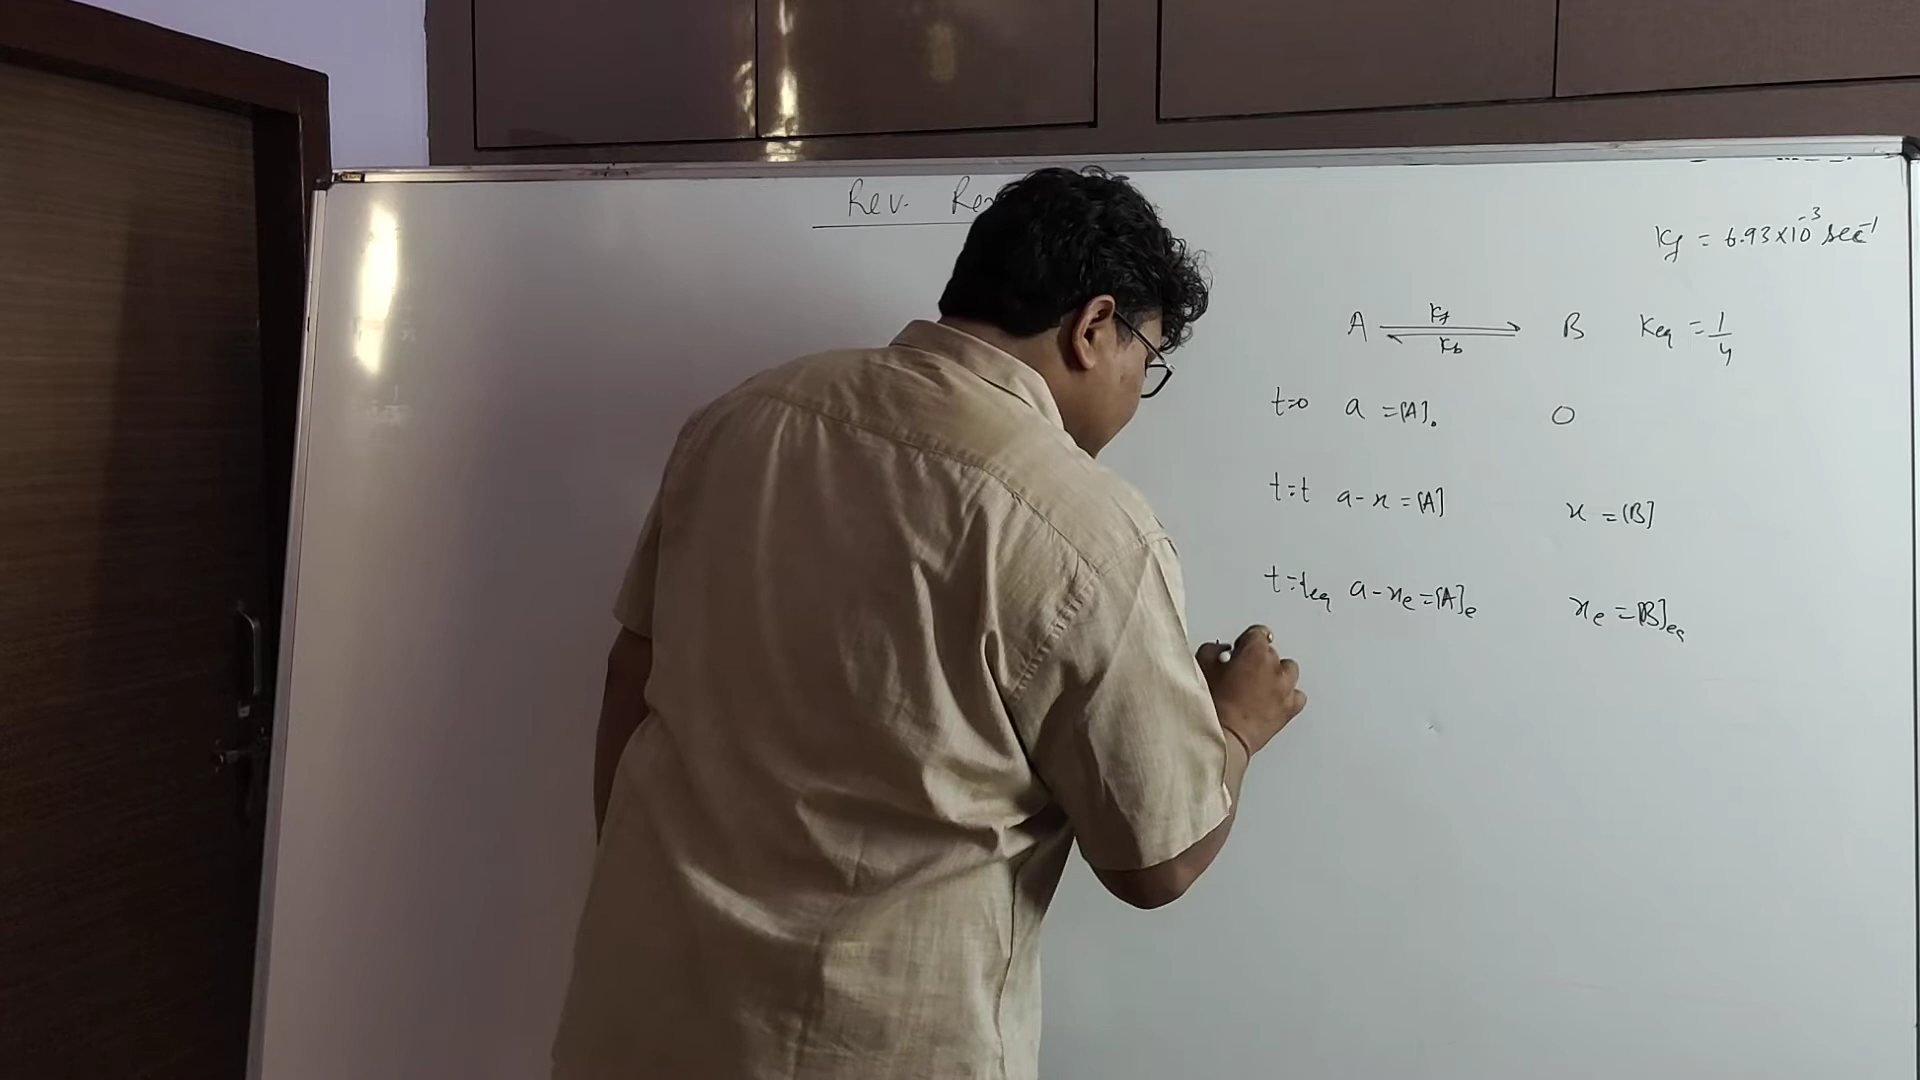 Rev.
Kf = 6.93×10⁻³ sec⁻¹
A ⇌ B Keq = 1/4
Kf
Kb
t=0 a =[A]₀ 0
t=t a-x =[A] x =[B]
t=teq a-xe =[A]e xe =[B]eq